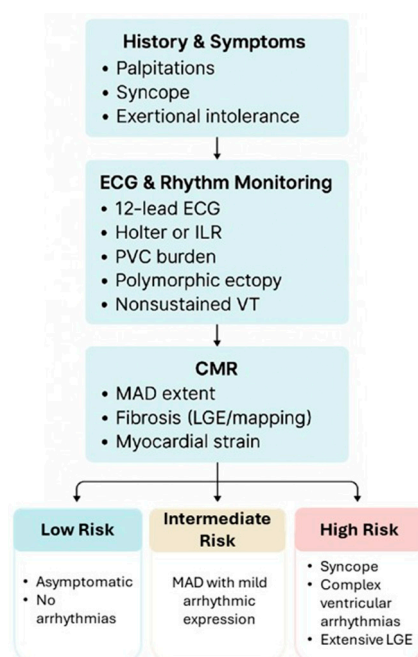 History & Symptoms
• Palpitations
• Syncope
• Exertional intolerance
ECG & Rhythm Monitoring
• 12-lead ECG
• Holter or ILR
• PVC burden
• Polymorphic ectopy
• Nonsustained VT
CMR
• MAD extent
• Fibrosis (LGE/mapping)
• Myocardial strain
Low Risk
• Asymptomatic
• No
arrhythmias
Intermediate
Risk
MAD with mild
arrhythmic
expression
High Risk
• Syncope
• Complex
ventricular
arrhythmias
• Extensive LGE